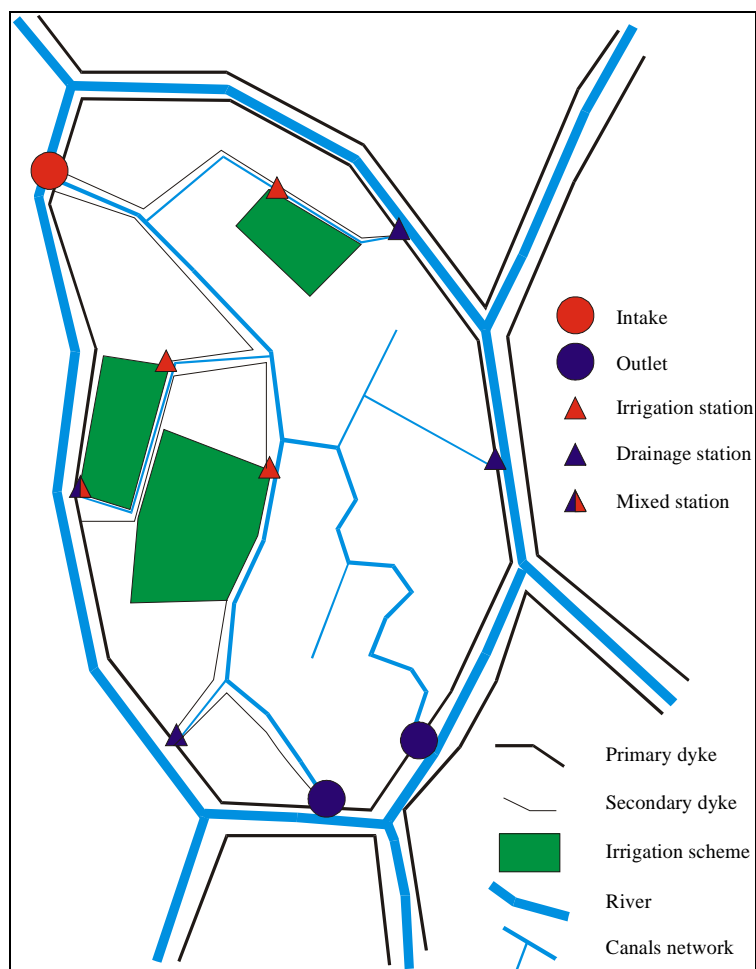 Intake
Outlet
Irrigation station
Drainage station
Mixed station
Primary dyke
Secondary dyke
Irrigation scheme
River
Canals network